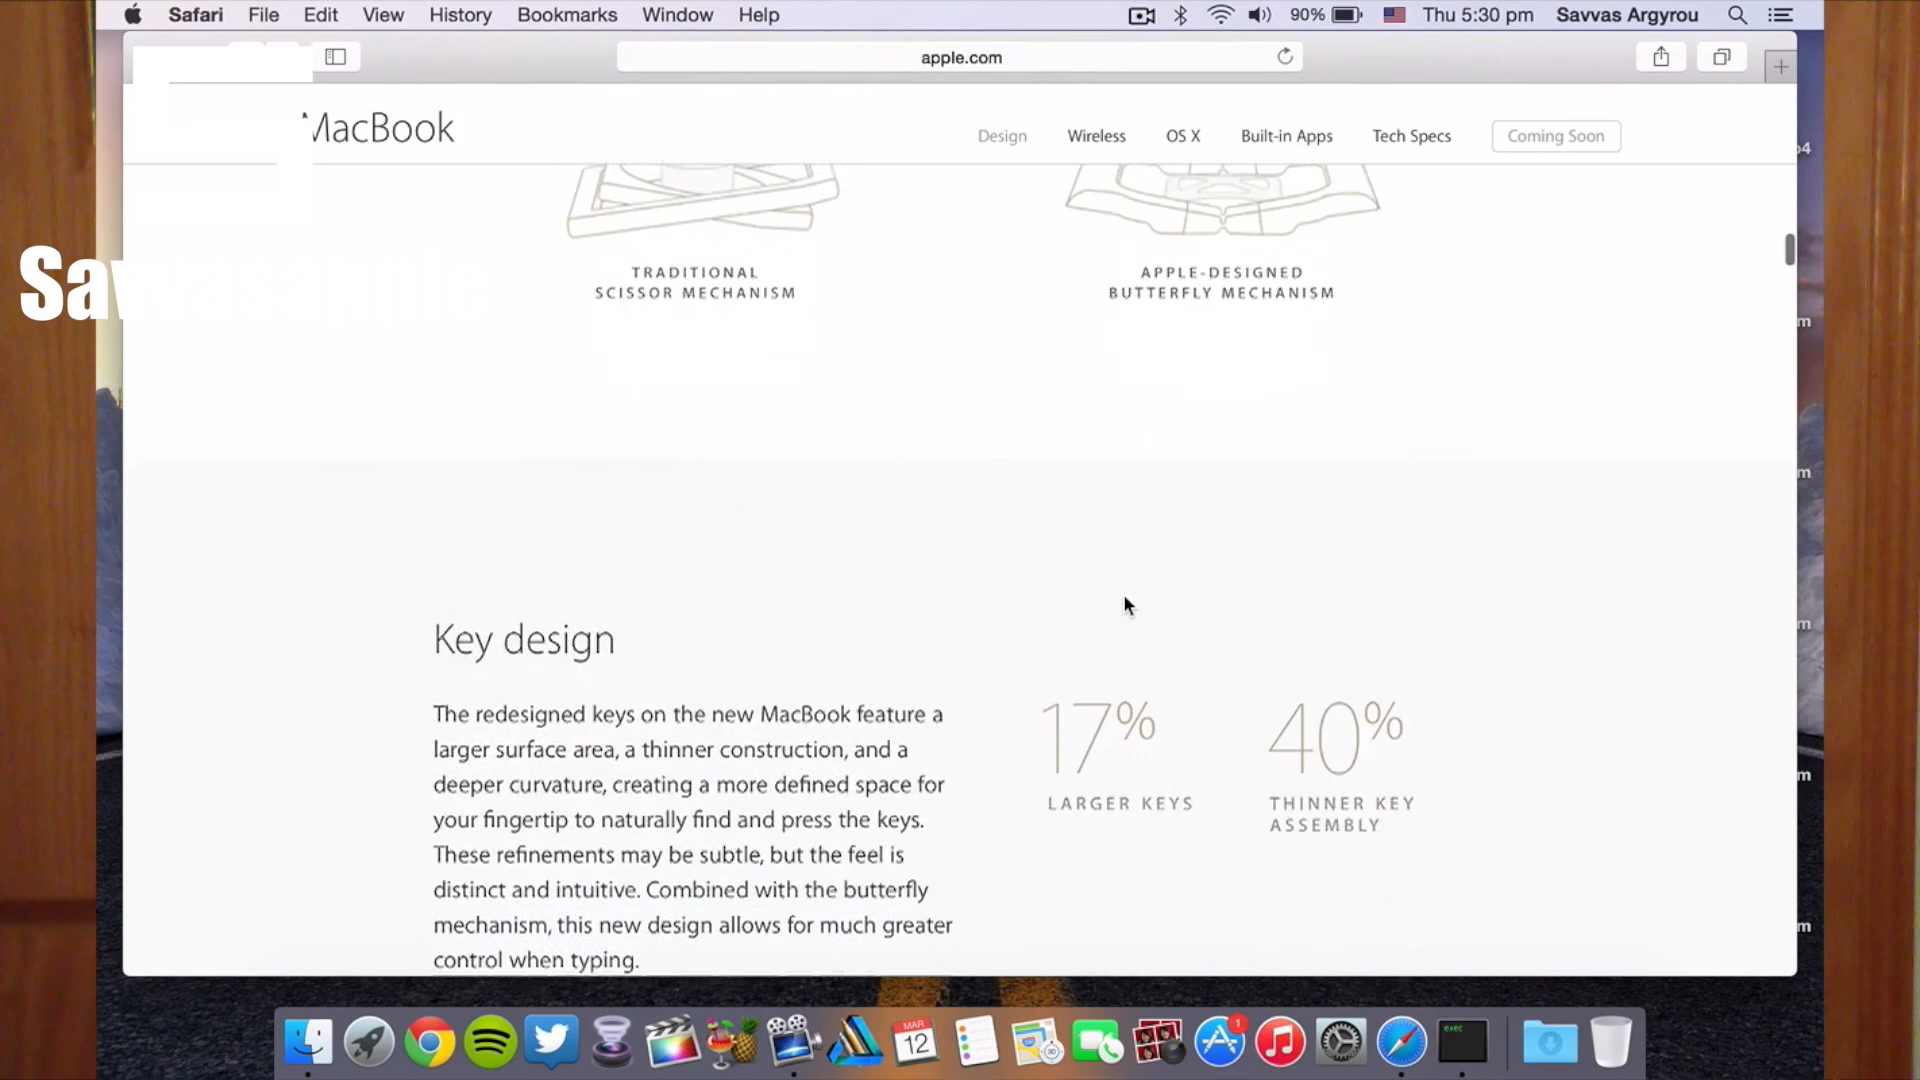 Safari File Edit View History Bookmarks Window Help 90% Thu 5:30 pm Savvas Argyrou
apple.com
MacBook
Design Wireless OS X Built-in Apps Tech Specs Coming Soon
p4
TRADITIONAL
SCISSOR MECHANISM
APPLE-DESIGNED
BUTTERFLY MECHANISM
m
m
m
m
Key design
The redesigned keys on the new MacBook feature a
larger surface area, a thinner construction, and a
deeper curvature, creating a more defined space for
your fingertip to naturally find and press the keys.
These refinements may be subtle, but the feel is
distinct and intuitive. Combined with the butterfly
mechanism, this new design allows for much greater
control when typing.
17%
LARGER KEYS
40%
THINNER KEY
ASSEMBLY
MAR
12
30
1
exec